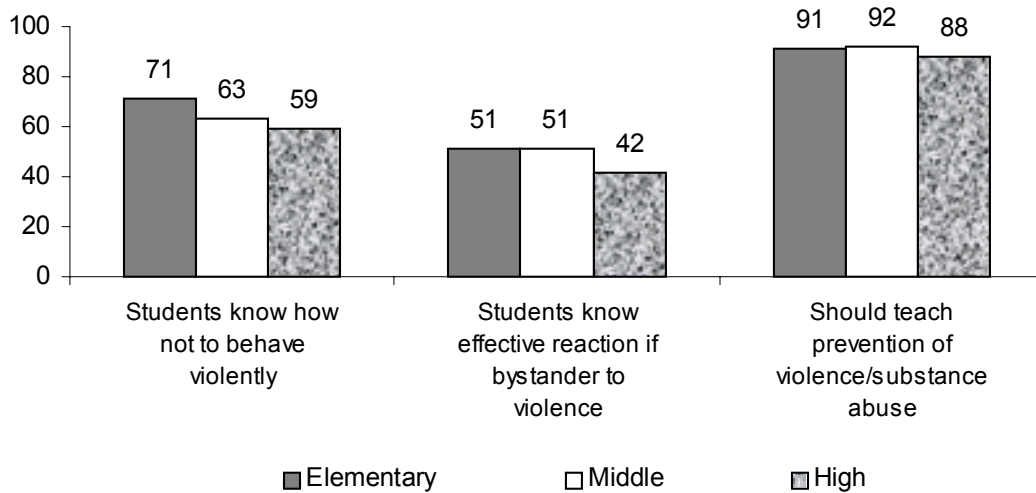 100
80
60
40
20
0
71
63
59
51
51
42
91
92
88
Students know how
not to behave
violently
Students know
effective reaction if
bystander to
violence
Should teach
prevention of
violence/substance
abuse
Elementary
Middle
High